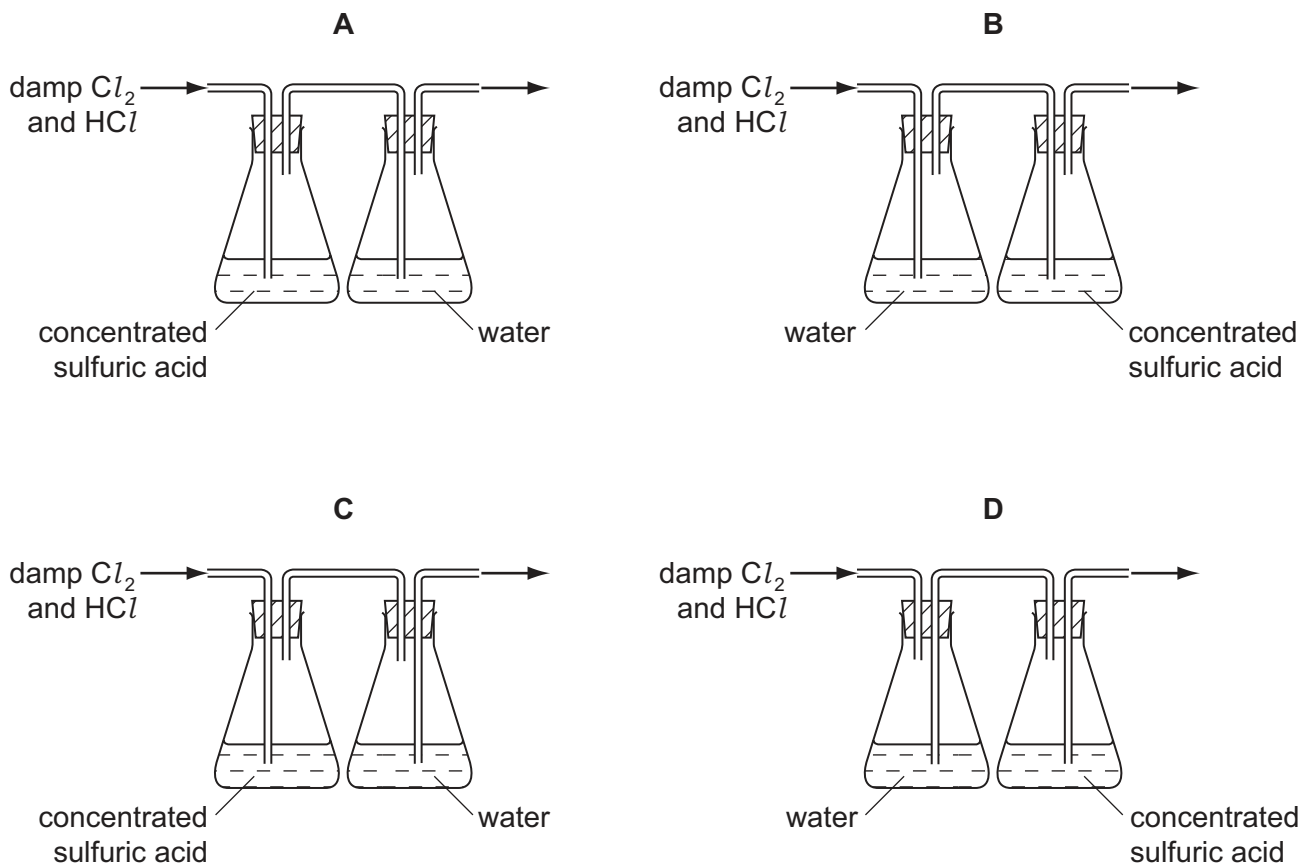 A
damp Cl₂
and HCl
concentrated
sulfuric acid
water
B
damp Cl₂
and HCl
water
concentrated
sulfuric acid
C
damp Cl₂
and HCl
concentrated
sulfuric acid
water
D
damp Cl₂
and HCl
water
concentrated
sulfuric acid